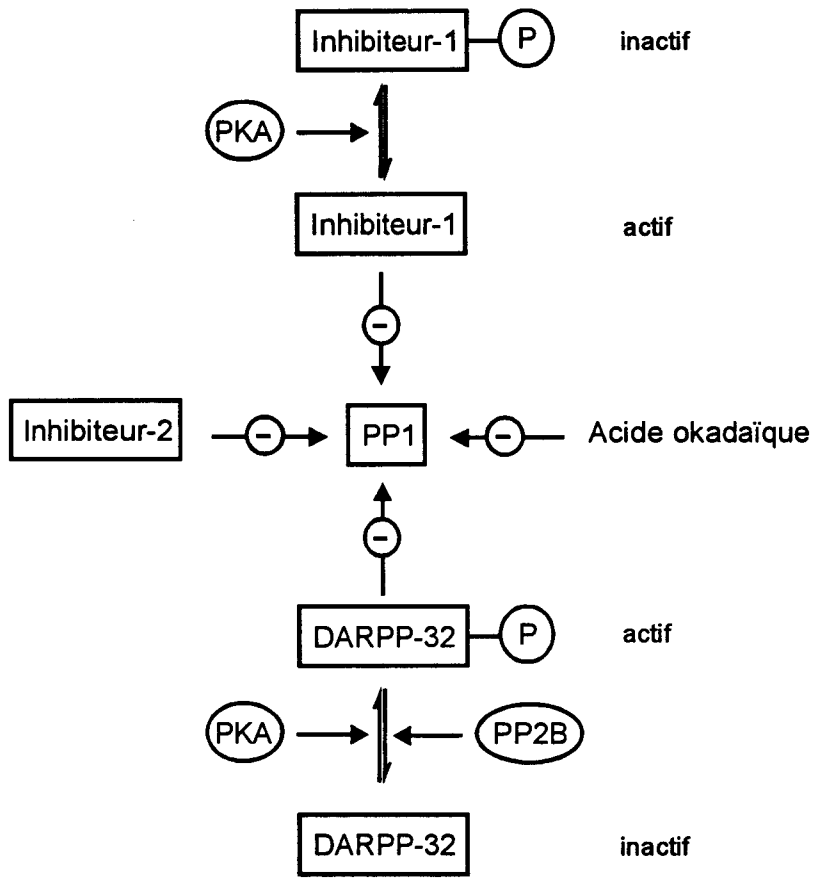 Inhibiteur-1 P inactif
PKA
Inhibiteur-1 actif
−
Inhibiteur-2 − PP1 − Acide okadaïque
−
DARPP-32 P actif
PKA PP2B
DARPP-32 inactif